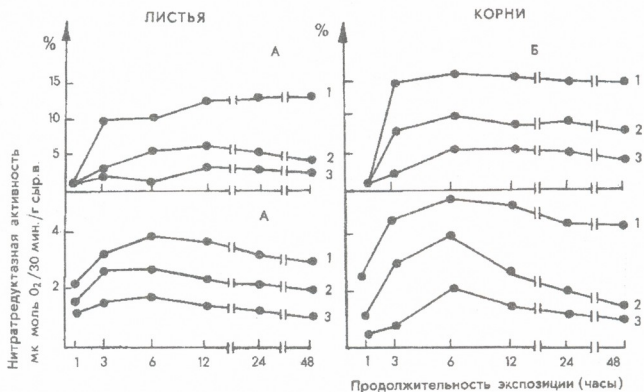 ЛИСТЬЯ
КОРНИ
%
А
%
Б
15
10
5
1
2
3
1
2
3
А
4
2
1
2
3
1
2
3
1 3 6 12 24 48
1 3 6 12 24 48
Нитратредуктазная активность
мк моль O2/30 мин./г сыр.в.
Продолжительность экспозиции (часы)